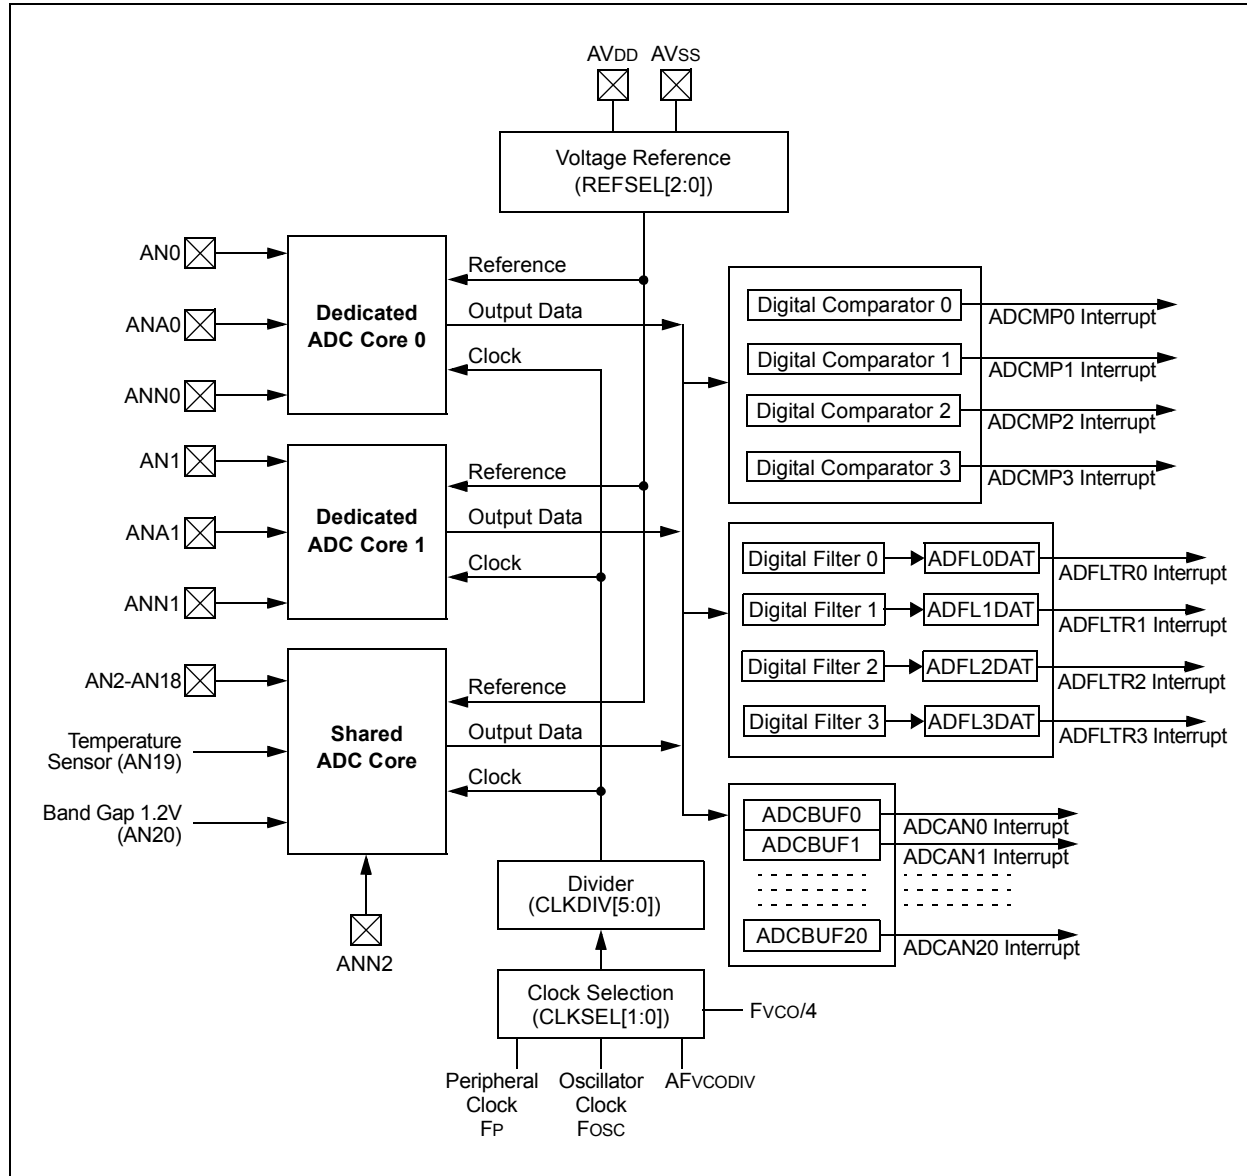 AVDD AVSS
Voltage Reference
(REFSEL[2:0])
AN0
ANA0
ANN0
Dedicated
ADC Core 0
Reference
Output Data
Clock
AN1
ANA1
ANN1
Dedicated
ADC Core 1
Reference
Output Data
Clock
AN2-AN18
Temperature
Sensor (AN19)
Band Gap 1.2V
(AN20)
Shared
ADC Core
Reference
Output Data
Clock
ANN2
Divider
(CLKDIV[5:0])
Clock Selection
(CLKSEL[1:0])
FVCO/4
Peripheral
Clock
FP
Oscillator
Clock
FOSC
AFVCODIV
Digital Comparator 0
ADCMP0 Interrupt
Digital Comparator 1
ADCMP1 Interrupt
Digital Comparator 2
ADCMP2 Interrupt
Digital Comparator 3
ADCMP3 Interrupt
Digital Filter 0
ADFL0DAT
ADFLTR0 Interrupt
Digital Filter 1
ADFL1DAT
ADFLTR1 Interrupt
Digital Filter 2
ADFL2DAT
ADFLTR2 Interrupt
Digital Filter 3
ADFL3DAT
ADFLTR3 Interrupt
ADCBUF0
ADCAN0 Interrupt
ADCBUF1
ADCAN1 Interrupt
ADCBUF20
ADCAN20 Interrupt